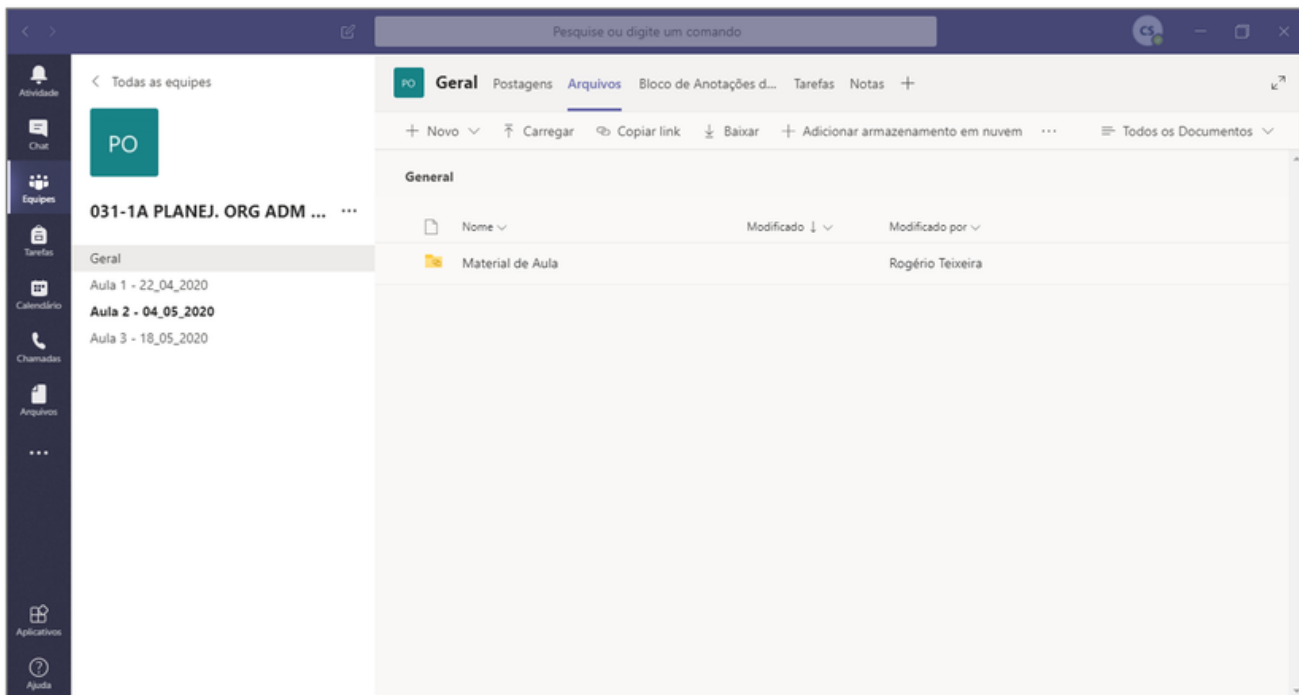 Pesquise ou digite um comando
CS
Atividade
Chat
Equipes
Tarefas
Calendário
Chamadas
Arquivos
Aplicativos
Ajuda
Todas as equipes
PO
031-1A PLANEJ. ORG ADM ... ...
Geral
Aula 1 - 22_04_2020
Aula 2 - 04_05_2020
Aula 3 - 18_05_2020
PO Geral Postagens Arquivos Bloco de Anotações d... Tarefas Notas +
+ Novo Carregar Copiar link Baixar + Adicionar armazenamento em nuvem ... Todos os Documentos
General
Nome Modificado ↓ Modificado por
Material de Aula Rogério Teixeira